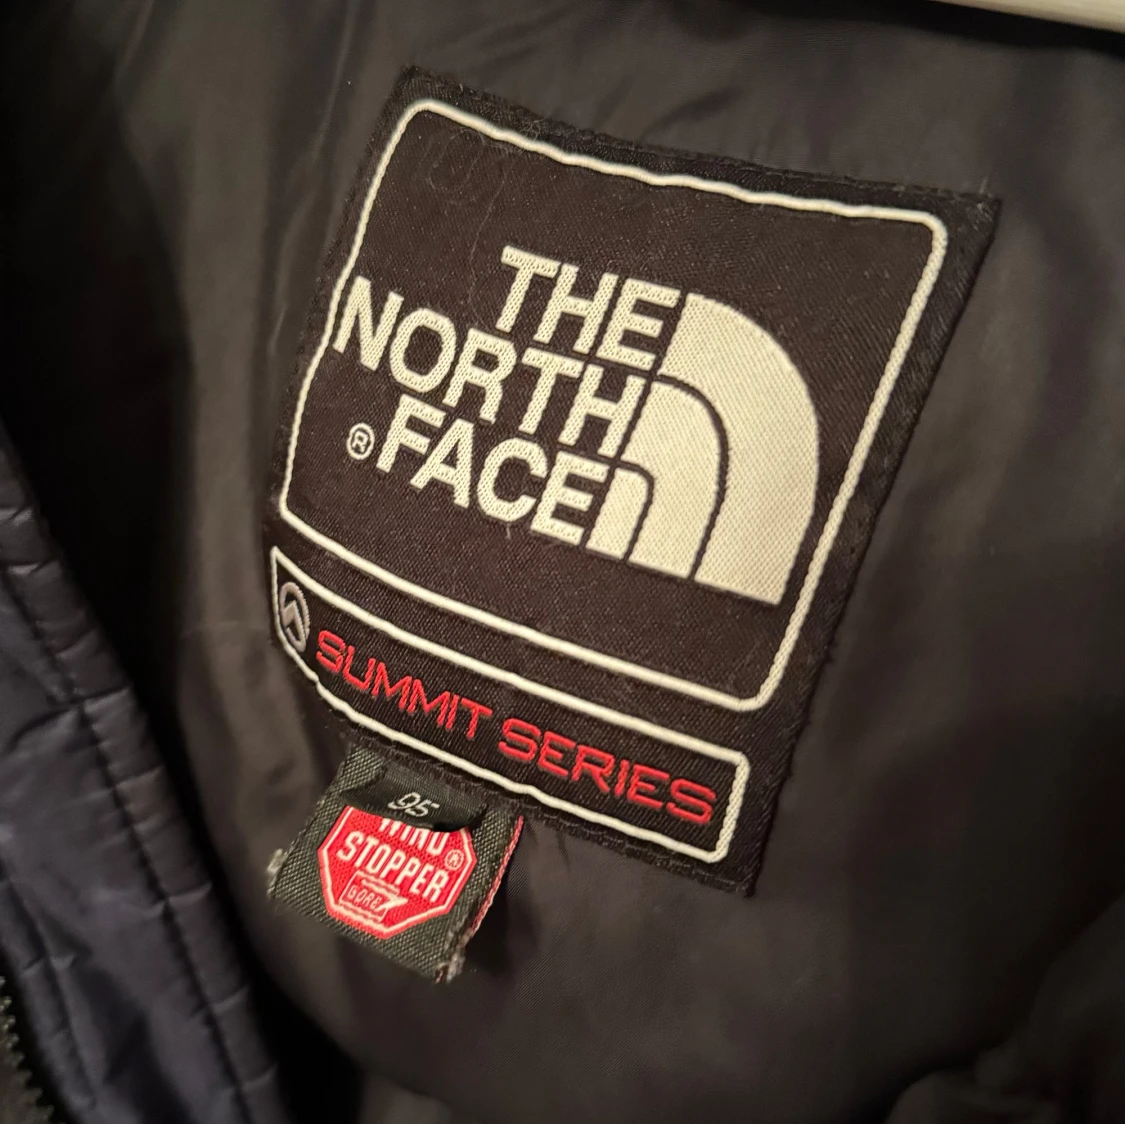 THE
NORTH
®FACE
SUMMIT SERIES
95
WIND
STOPPER®
GORE